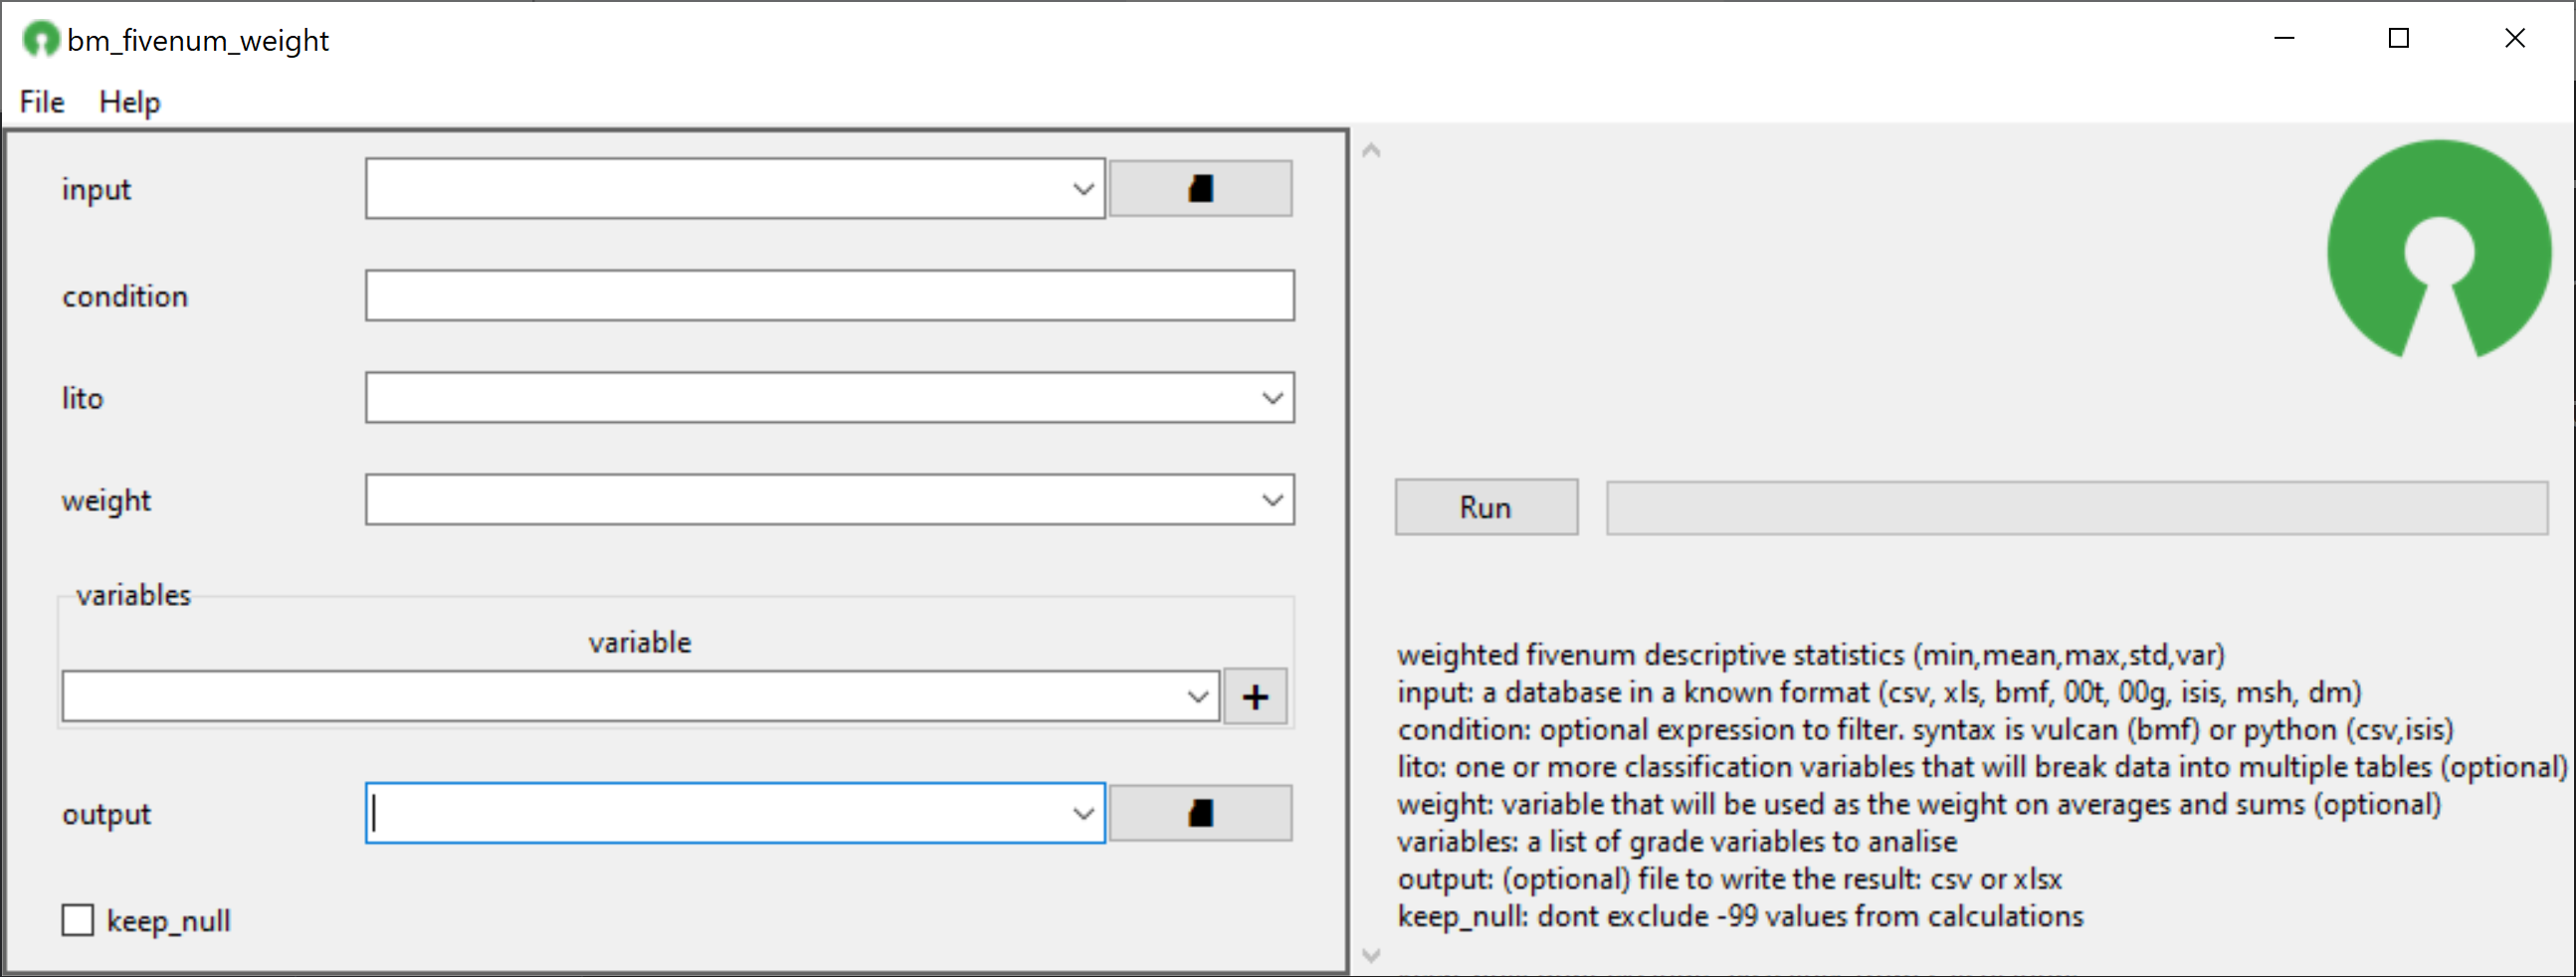 bm_fivenum_weight
File Help
input
condition
lito
weight
variables
variable
output
keep_null
Run
weighted fivenum descriptive statistics (min,mean,max,std,var)
input: a database in a known format (csv, xls, bmf, 00t, 00g, isis, msh, dm)
condition: optional expression to filter. syntax is vulcan (bmf) or python (csv,isis)
lito: one or more classification variables that will break data into multiple tables (optional)
weight: variable that will be used as the weight on averages and sums (optional)
variables: a list of grade variables to analise
output: (optional) file to write the result: csv or xlsx
keep_null: dont exclude -99 values from calculations